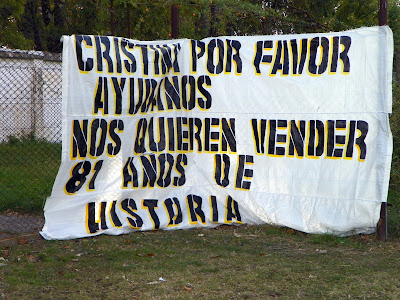 CRISTINA POR FAVOR
AYUDANOS
NOS QUIEREN VENDER
81 AÑOS DE
HISTORIA